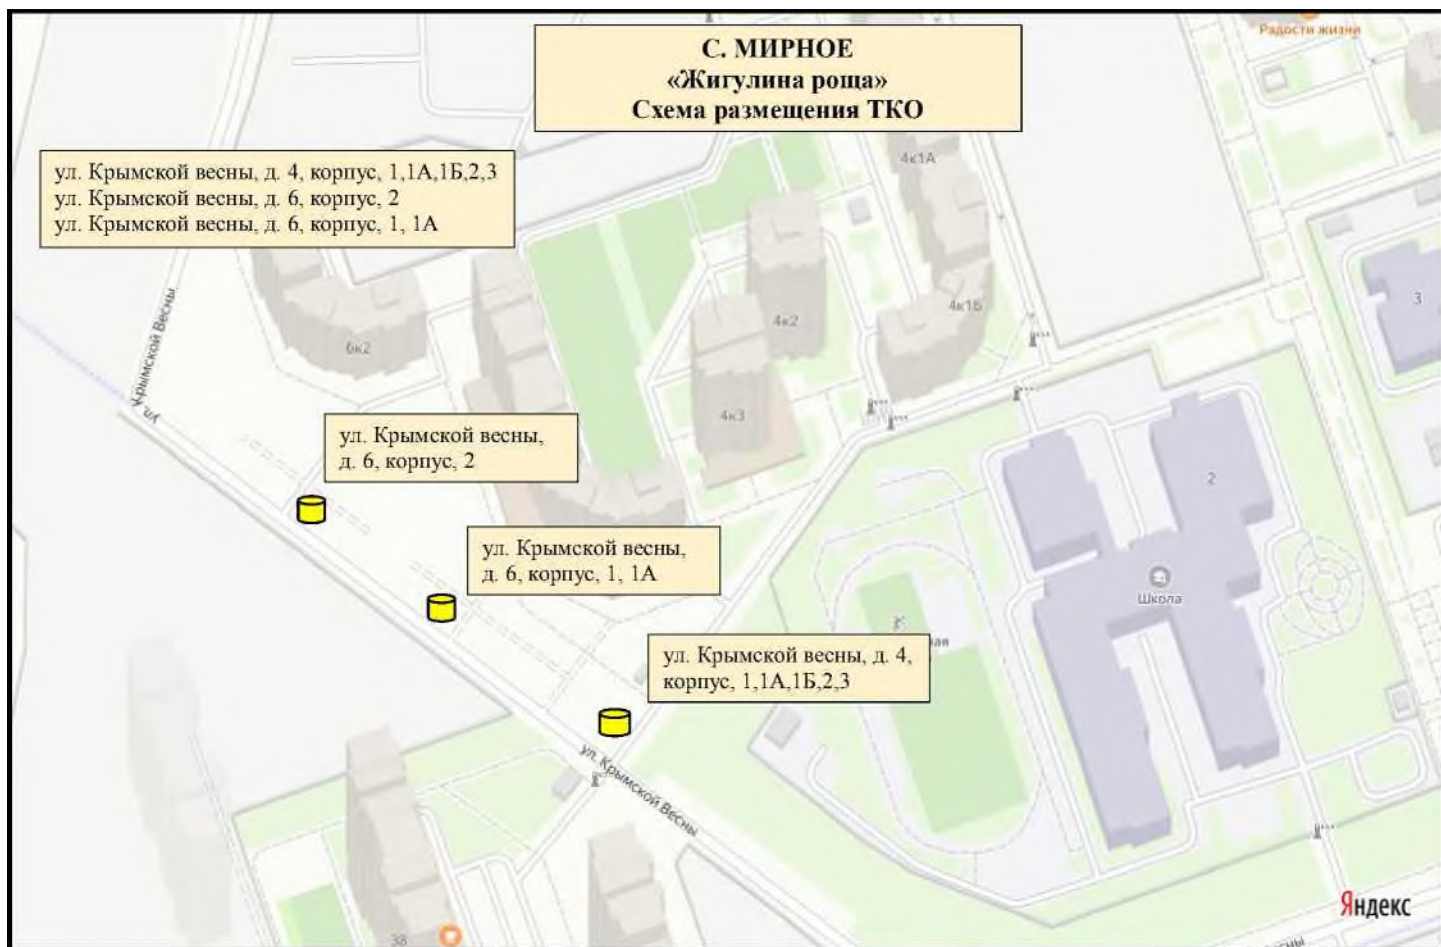 С. МИРНОЕ
«Жигулина роща»
Схема размещения ТКО
Радости жизни
ул. Крымской весны, д. 4, корпус, 1,1А,1Б,2,3
ул. Крымской весны, д. 6, корпус, 2
ул. Крымской весны, д. 6, корпус, 1, 1А
4к1А
4к2
4к1Б
3
6к2
4к3
ул. Крымской Весны
ул. Крымской весны,
д. 6, корпус, 2
2
ул. Крымской весны,
д. 6, корпус, 1, 1А
Школа
ул. Крымской весны, д. 4,
корпус, 1,1А,1Б,2,3
ул. Крымской Весны
38
Яндекс